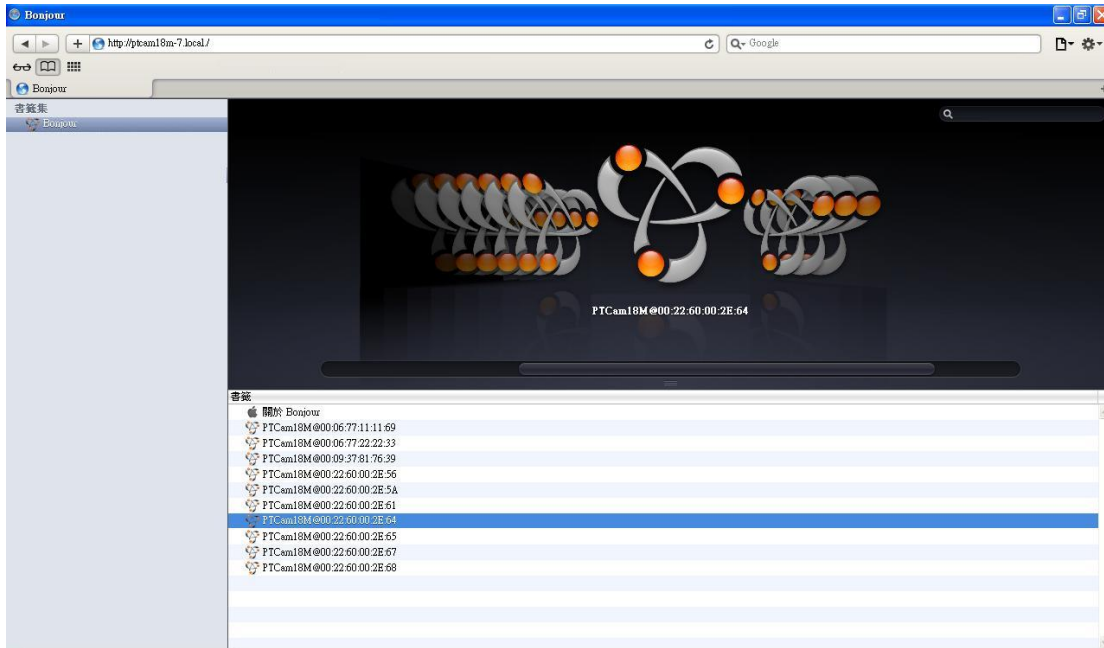 Bonjour
http://ptcam18m-7.local/
Google
Bonjour
書籤集
Bonjour
PTCam18M@00:22:60:00:2E:64
書籤
關於 Bonjour
PTCam18M@00:06:77:11:11:69
PTCam18M@00:06:77:22:22:33
PTCam18M@00:09:37:81:76:39
PTCam18M@00:22:60:00:2E:56
PTCam18M@00:22:60:00:2E:5A
PTCam18M@00:22:60:00:2E:61
PTCam18M@00:22:60:00:2E:64
PTCam18M@00:22:60:00:2E:65
PTCam18M@00:22:60:00:2E:67
PTCam18M@00:22:60:00:2E:68